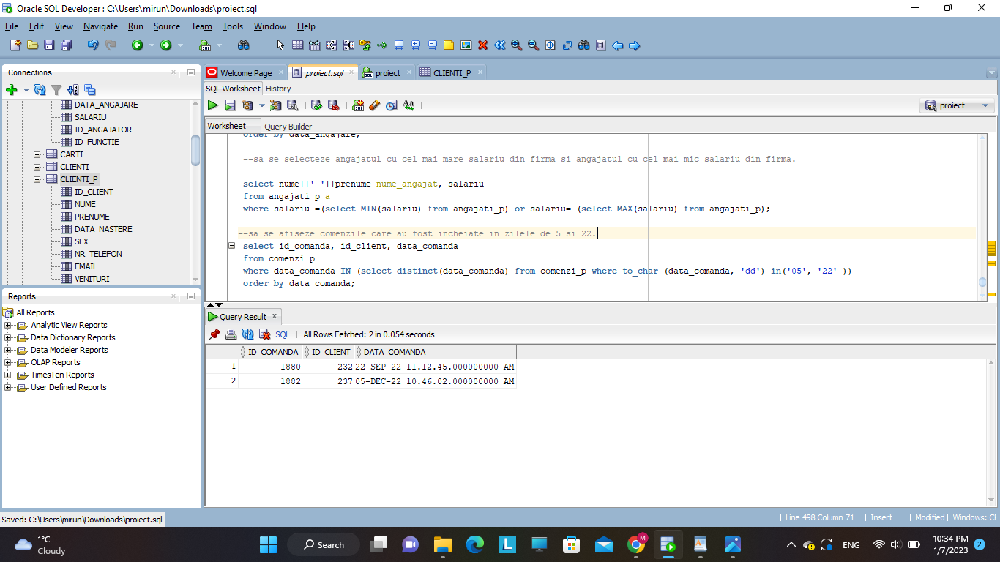 Oracle SQL Developer : C:\Users\mirun\Downloads\proiect.sql
File Edit View Navigate Run Source Team Tools Window Help
Connections
DATA_ANGAJARE
SALARIU
ID_ANGAJATOR
ID_FUNCTIE
CARTI
CLIENTI
CLIENTI_P
ID_CLIENT
NUME
PRENUME
DATA_NASTERE
SEX
NR_TELEFON
EMAIL
VENITURI
Reports
All Reports
Analytic View Reports
Data Dictionary Reports
Data Modeler Reports
OLAP Reports
TimesTen Reports
User Defined Reports
Welcome Page proiect.sql proiect CLIENTI_P
SQL Worksheet History
proiect
Worksheet Query Builder
order by data_angajare;
--sa se selecteze angajatul cu cel mai mare salariu din firma si angajatul cu cel mai mic salariu din firma.
select nume||' '||prenume nume_angajat, salariu
from angajati_p a
where salariu =(select MIN(salariu) from angajati_p) or salariu= (select MAX(salariu) from angajati_p);
--sa se afiseze comenzile care au fost incheiate in zilele de 5 si 22.
select id_comanda, id_client, data_comanda
from comenzi_p
where data_comanda IN (select distinct(data_comanda) from comenzi_p where to_char (data_comanda, 'dd') in('05', '22' ))
order by data_comanda;
Query Result
SQL | All Rows Fetched: 2 in 0.054 seconds
ID_COMANDA ID_CLIENT DATA_COMANDA
1 1880 232 22-SEP-22 11.12.45.000000000 AM
2 1882 237 05-DEC-22 10.46.02.000000000 AM
Saved: C:\Users\mirun\Downloads\proiect.sql
| Line 498 Column 71 | Insert | Modified | Windows: CF
1°C
Cloudy
Search
M
ENG
10:34 PM
1/7/2023
2